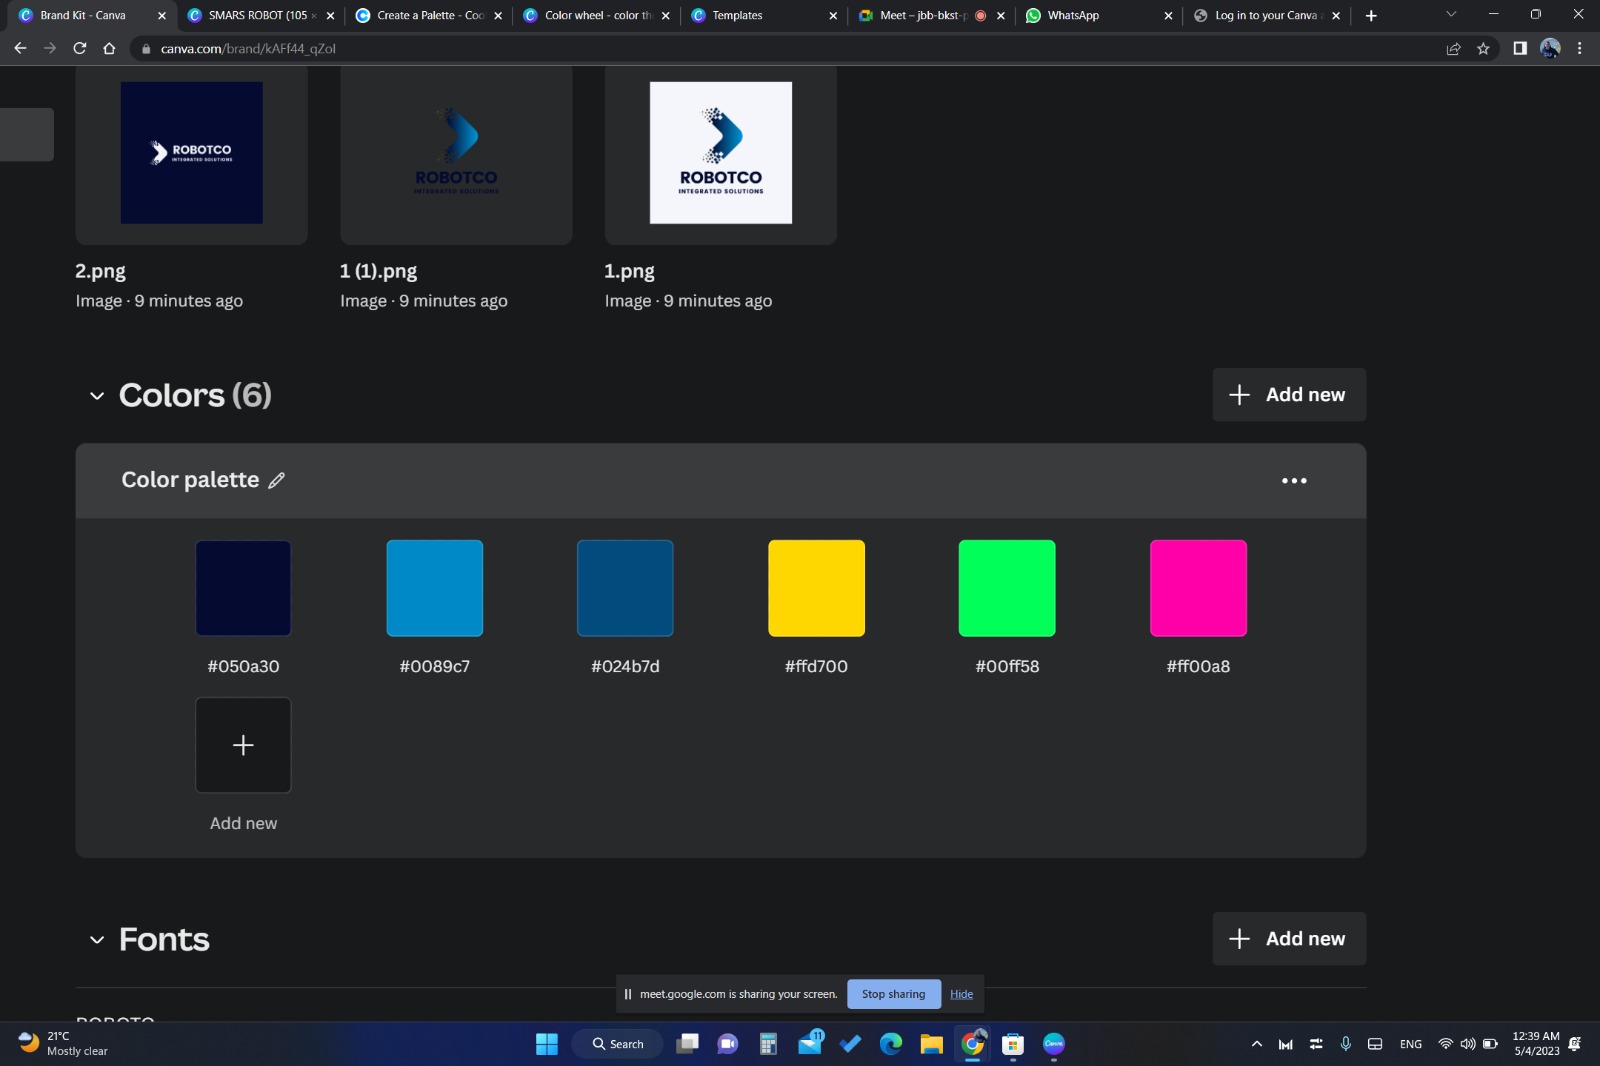 Brand Kit - Canva
SMARS ROBOT (105 ×
Create a Palette - Coo
Color wheel - color th
Templates
Meet – jbb-bkst-p
WhatsApp
Log in to your Canva a
canva.com/brand/kAFf44_qZoI
ROBOTCO
INTEGRATED SOLUTIONS
ROBOTCO
INTEGRATED SOLUTIONS
ROBOTCO
INTEGRATED SOLUTIONS
2.png
Image · 9 minutes ago
1 (1).png
Image · 9 minutes ago
1.png
Image · 9 minutes ago
Colors (6)
Add new
Color palette
#050a30
#0089c7
#024b7d
#ffd700
#00ff58
#ff00a8
Add new
Fonts
Add new
meet.google.com is sharing your screen.
Stop sharing
Hide
21°C
Mostly clear
Search
11
Canva
ENG
12:39 AM
5/4/2023